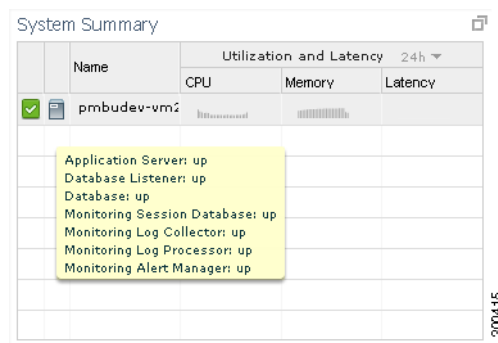 System Summary
Utilization and Latency 24h
Name
CPU Memory Latency
pmbudev-vm2
Application Server: up
Database Listener: up
Database: up
Monitoring Session Database: up
Monitoring Log Collector: up
Monitoring Log Processor: up
Monitoring Alert Manager: up